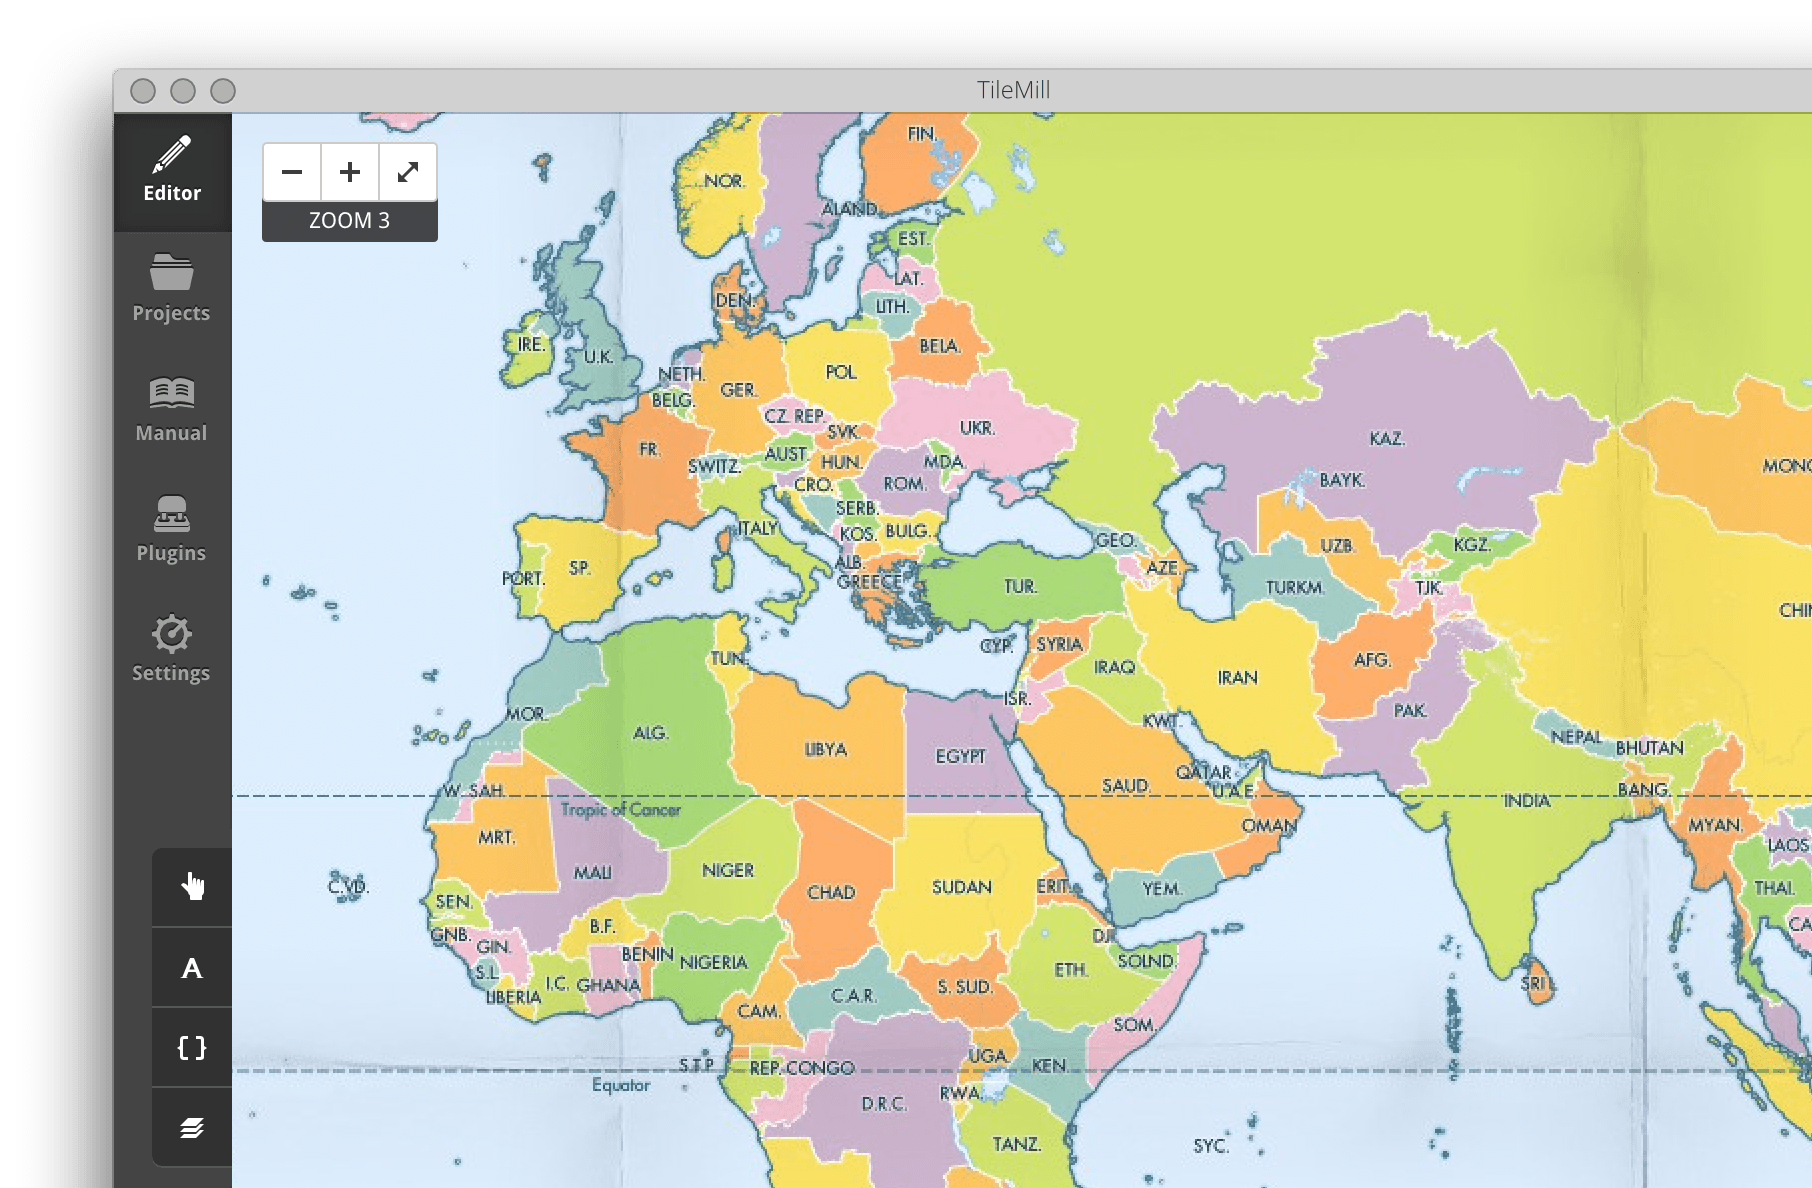 TileMill
Editor
Projects
Manual
Plugins
Settings
ZOOM 3
A
{ }
FIN.
NOR.
ALAND
EST.
LAT.
LITH.
DEN.
IRE.
U.K.
BELA.
NETH.
GER.
POL
BELG.
CZ. REP.
SVK.
UKR.
KAZ.
FR.
AUST.
SWITZ.
HUN.
MDA.
MONG
CRO.
ROM.
BAYK.
SERB.
ITALY
KOS.
BULG.
GEO.
UZB.
KGZ.
ALB.
PORT.
SP.
GREECE
TUR.
AZE.
TURKM.
TJK.
CHIN
CYP.
SYRIA
TUN.
IRAQ
IRAN
AFG.
ISR.
MOR.
KWT.
PAK.
ALG.
LIBYA
EGYPT
NEPAL
BHUTAN
QATAR
SAUD.
U.A.E.
W. SAH.
BANG.
INDIA
Tropic of Cancer
OMAN
MYAN.
MRT.
LAOS
MALI
NIGER
CHAD
SUDAN
ERIT.
YEM.
THAI.
C.VD.
SEN.
B.F.
GNB.
GIN.
BENIN
NIGERIA
DJI
SOLND.
CA
S.L.
ETH.
I.C.
GHANA
LIBERIA
C.A.R.
S. SUD.
SRI L
CAM.
SOM.
UGA.
S.T.P.
REP. CONGO
KEN.
Equator
RWA.
D.R.C.
TANZ.
SYC.